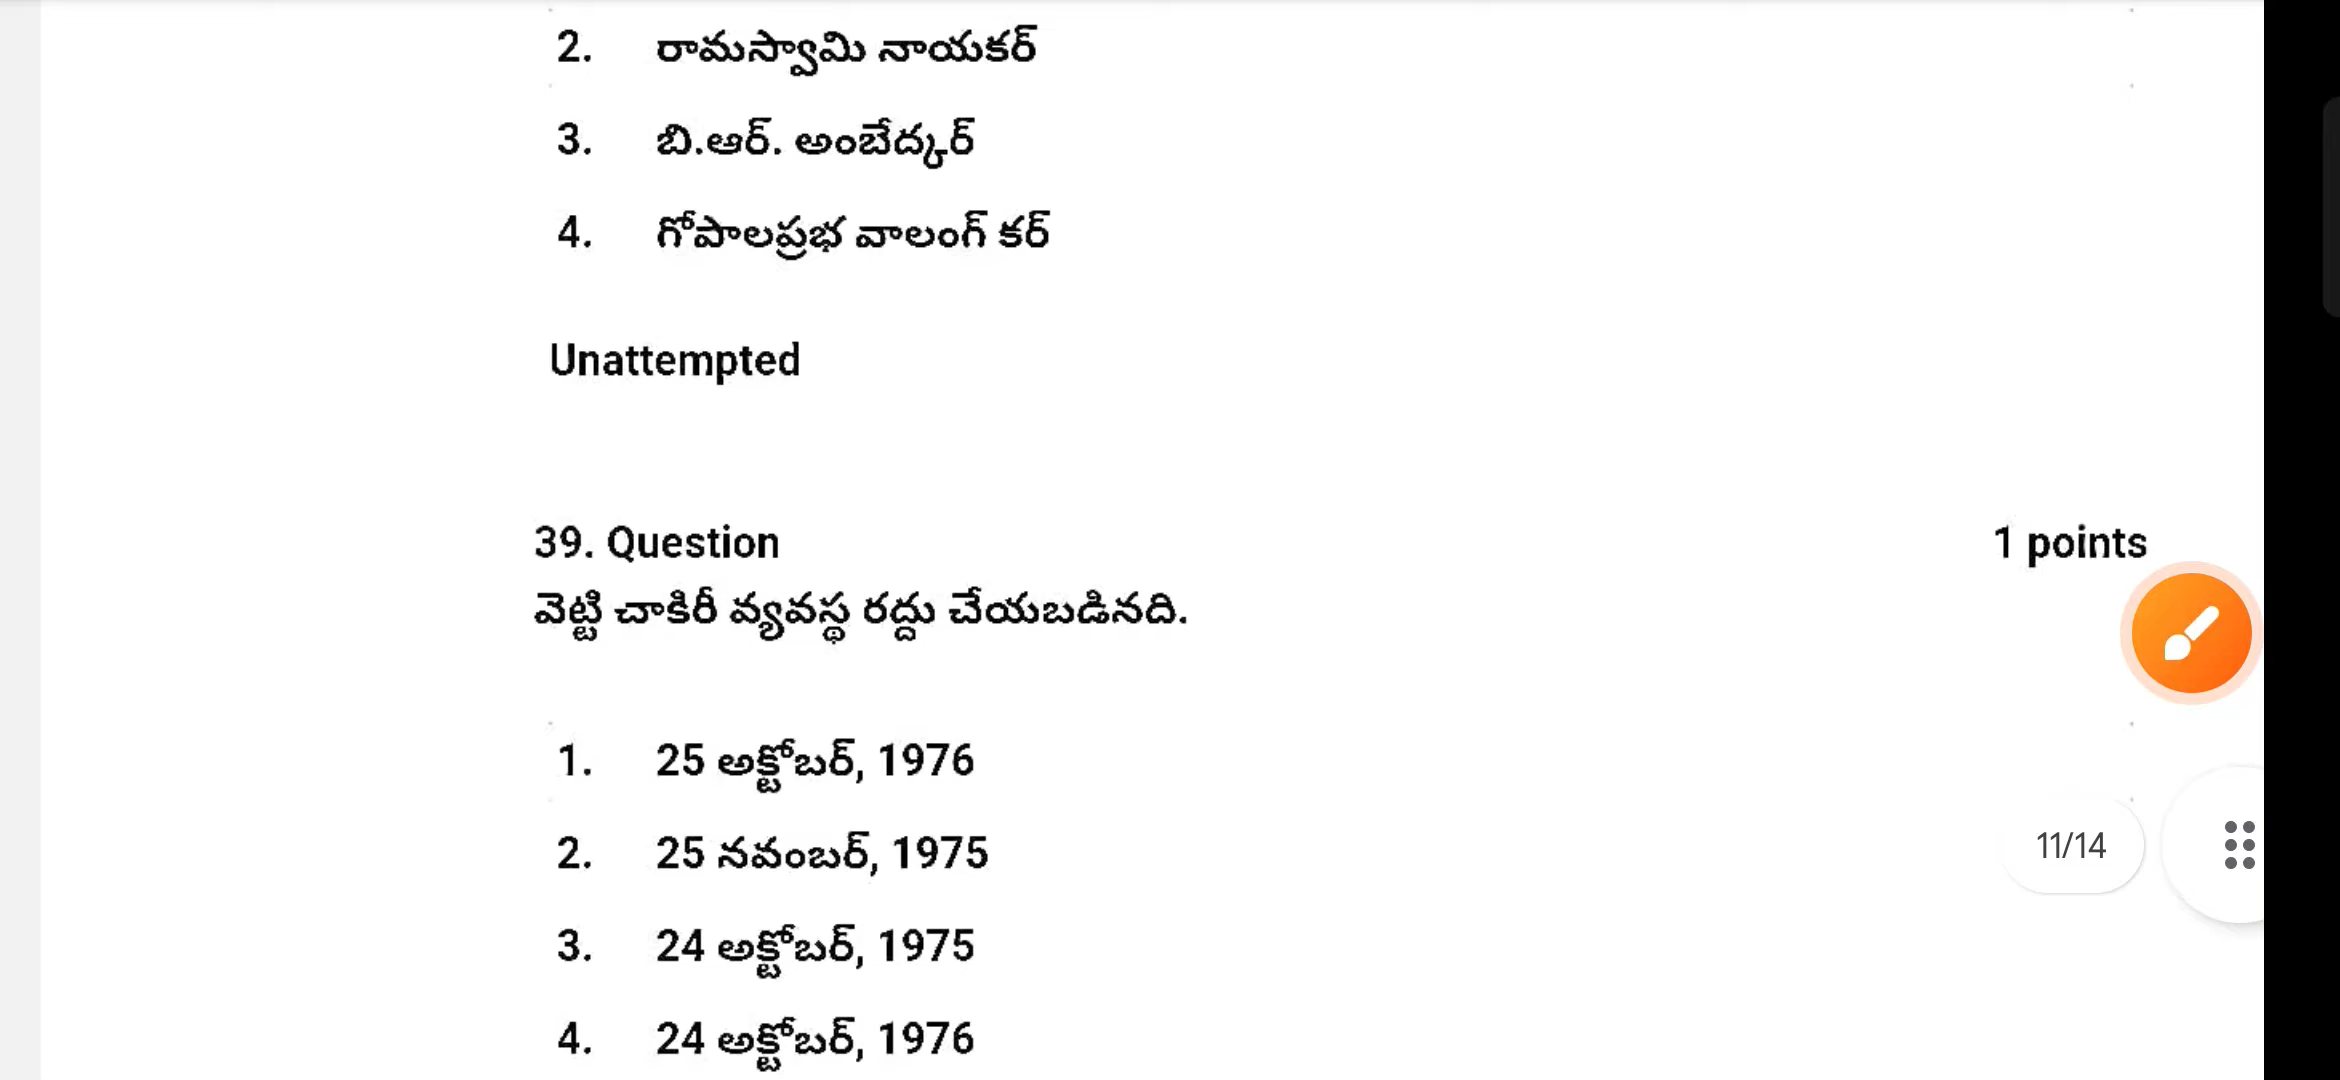 2. రామస్వామి నాయకర్
3. బి.ఆర్. అంబేద్కర్
4. గోపాలప్రభ వాలంగ్ కర్
Unattempted
39. Question 1 points
వెట్టి చాకిరీ వ్యవస్థ రద్దు చేయబడినది.
1. 25 అక్టోబర్, 1976
2. 25 నవంబర్, 1975
11/14
3. 24 అక్టోబర్, 1975
4. 24 అక్టోబర్, 1976